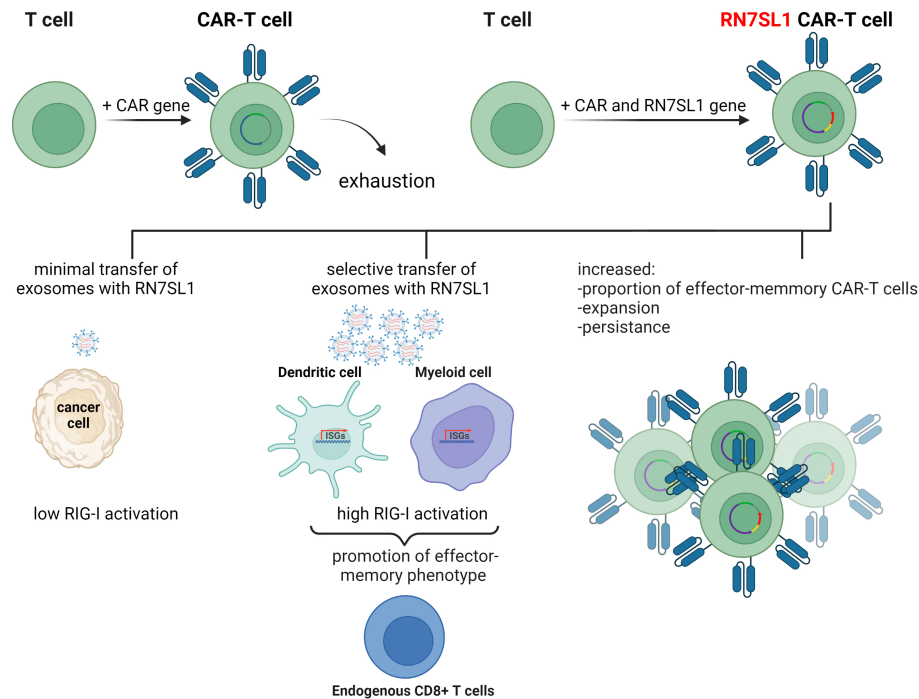 T cell
CAR-T cell
T cell
RN7SL1 CAR-T cell
+ CAR gene
+ CAR and RN7SL1 gene
exhaustion
minimal transfer of
exosomes with RN7SL1
cancer
cell
low RIG-I activation
selective transfer of
exosomes with RN7SL1
Dendritic cell
Myeloid cell
ISGs
ISGs
high RIG-I activation
promotion of effector-
memory phenotype
Endogenous CD8+ T cells
increased:
-proportion of effector-memmory CAR-T cells
-expansion
-persistance